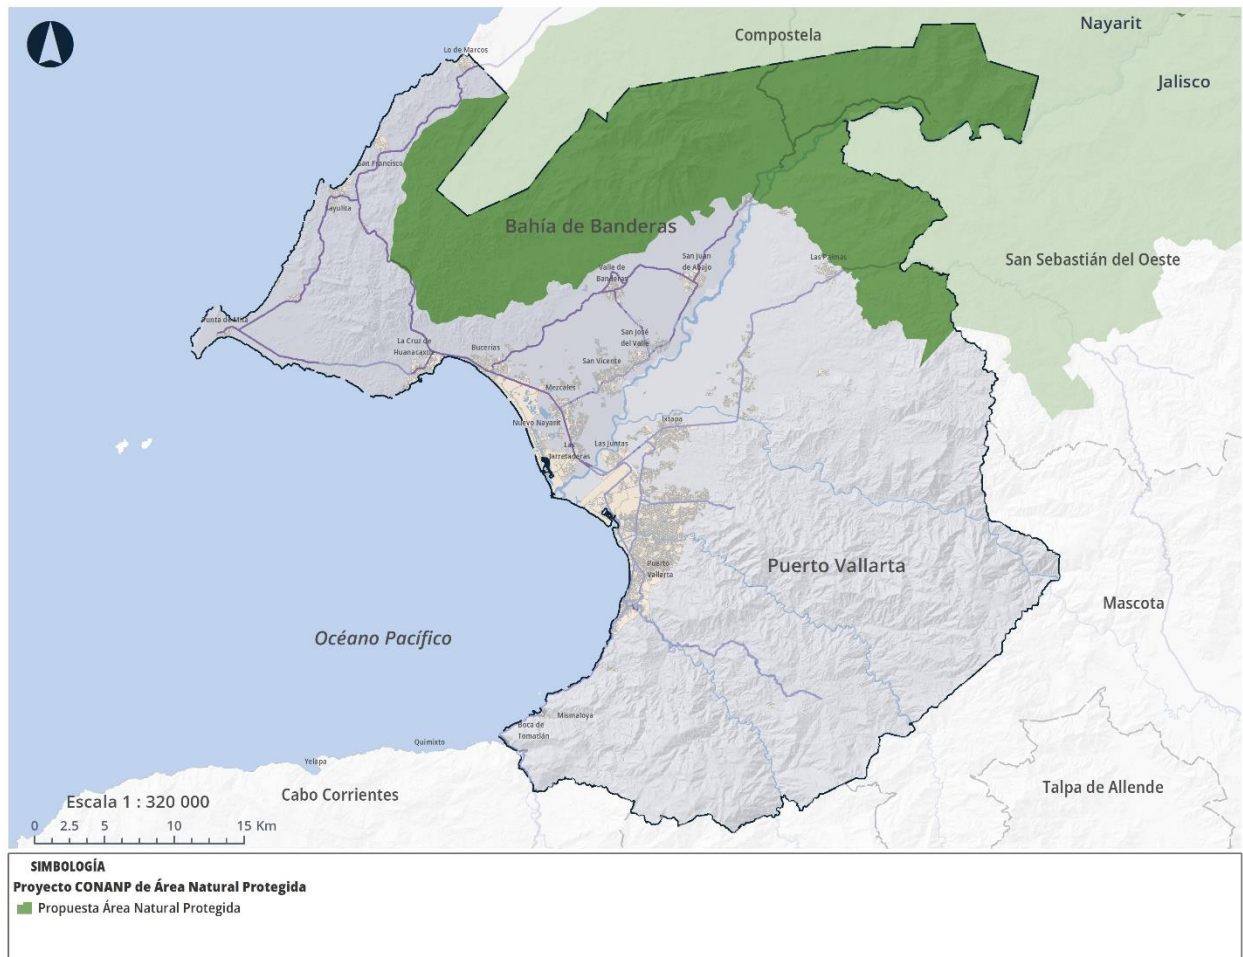 Nayarit
Compostela
Lo de Marcos
Jalisco
San Francisco
Sayulita
Bahía de Banderas
San Juan
de Abajo
Las Palmas
San Sebastián del Oeste
Valle de
Banderas
Punta de Mita
La Cruz de
Huanacaxtle
Bucerías
San José
del Valle
San Vicente
Mezcales
Nuevo Nayarit
Ixtapa
Las Juntas
Las
Jarretaderas
Puerto
Vallarta
Puerto Vallarta
Mascota
Océano Pacífico
Mismaloya
Boca de
Tomatlán
Quimixto
Yelapa
Cabo Corrientes
Talpa de Allende
Escala 1 : 320 000
0 2.5 5 10 15 Km
SIMBOLOGÍA
Proyecto CONANP de Área Natural Protegida
Propuesta Área Natural Protegida